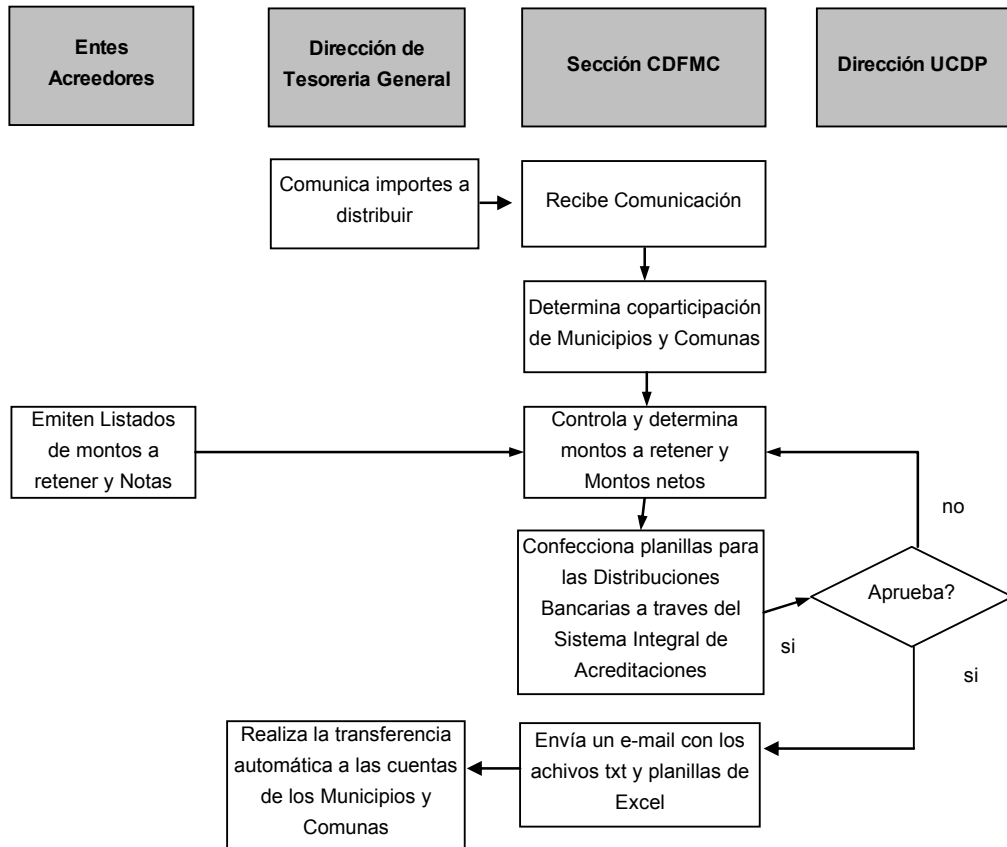 Entes
Acreedores
Dirección de
Tesoreria General
Sección CDFMC
Dirección UCDP
Comunica importes a
distribuir
Recibe Comunicación
Determina coparticipación
de Municipios y Comunas
Emiten Listados
de montos a
retener y Notas
Controla y determina
montos a retener y
Montos netos
no
Confecciona planillas para
las Distribuciones
Bancarias a traves del
Sistema Integral de
Acreditaciones
Aprueba?
si
si
Realiza la transferencia
automática a las cuentas
de los Municipios y
Comunas
Envía un e-mail con los
achivos txt y planillas de
Excel